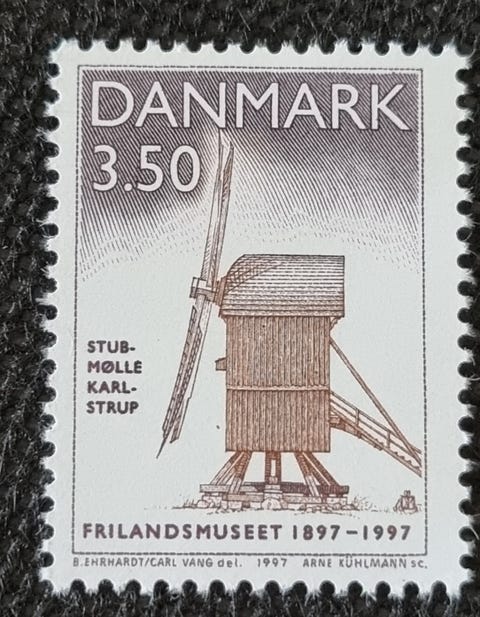 DANMARK
3.50
STUB-
MØLLE
KARL-
STRUP
FRILANDSMUSEET 1897-1997
B.EHRHARDT/CARL VANG del. 1997 ARNE KÜHLMANN sc.